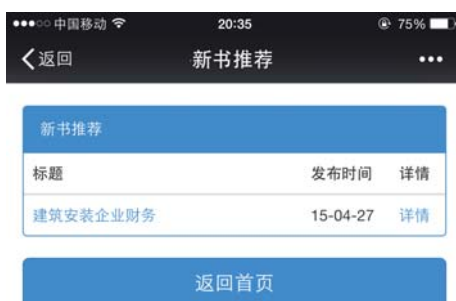 中国移动 20:35 75%
返回 新书推荐
新书推荐
标题 发布时间 详情
建筑安装企业财务 15-04-27 详情
返回首页